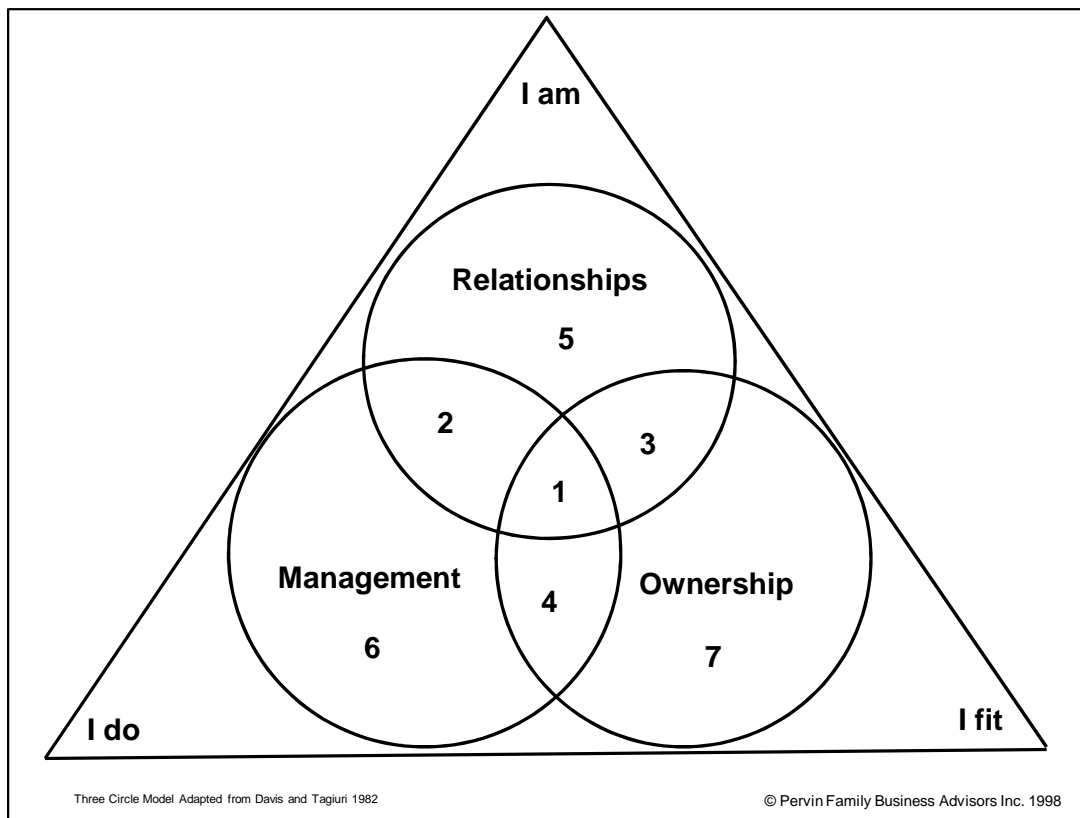 I am
Relationships
5
2
3
1
Management
Ownership
4
6
7
I do
I fit
Three Circle Model Adapted from Davis and Tagiuri 1982
© Pervin Family Business Advisors Inc. 1998